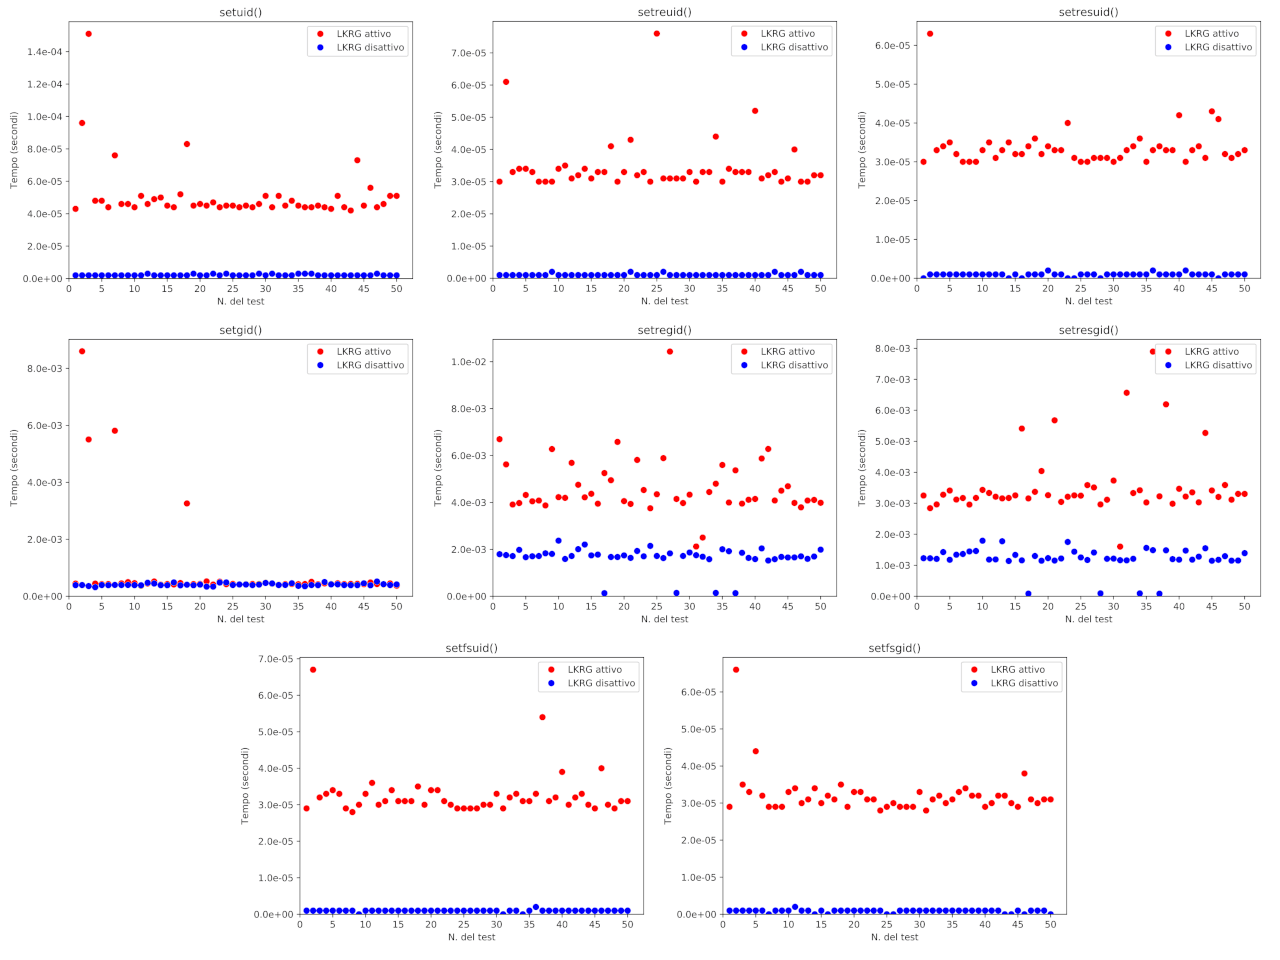 setuid()
LKRG attivo
LKRG disattivo
1.4e-04
1.2e-04
1.0e-04
8.0e-05
6.0e-05
4.0e-05
2.0e-05
0.0e+00
Tempo (secondi)
0 5 10 15 20 25 30 35 40 45 50
N. del test
setreuid()
LKRG attivo
LKRG disattivo
7.0e-05
6.0e-05
5.0e-05
4.0e-05
3.0e-05
2.0e-05
1.0e-05
0.0e+00
Tempo (secondi)
0 5 10 15 20 25 30 35 40 45 50
N. del test
setresuid()
LKRG attivo
LKRG disattivo
6.0e-05
5.0e-05
4.0e-05
3.0e-05
2.0e-05
1.0e-05
0.0e+00
Tempo (secondi)
0 5 10 15 20 25 30 35 40 45 50
N. del test
setgid()
LKRG attivo
LKRG disattivo
8.0e-03
6.0e-03
4.0e-03
2.0e-03
0.0e+00
Tempo (secondi)
0 5 10 15 20 25 30 35 40 45 50
N. del test
setregid()
LKRG attivo
LKRG disattivo
1.0e-02
8.0e-03
6.0e-03
4.0e-03
2.0e-03
0.0e+00
Tempo (secondi)
0 5 10 15 20 25 30 35 40 45 50
N. del test
setresgid()
LKRG attivo
LKRG disattivo
8.0e-03
7.0e-03
6.0e-03
5.0e-03
4.0e-03
3.0e-03
2.0e-03
1.0e-03
0.0e+00
Tempo (secondi)
0 5 10 15 20 25 30 35 40 45 50
N. del test
setfsuid()
LKRG attivo
LKRG disattivo
7.0e-05
6.0e-05
5.0e-05
4.0e-05
3.0e-05
2.0e-05
1.0e-05
0.0e+00
Tempo (secondi)
0 5 10 15 20 25 30 35 40 45 50
N. del test
setfsgid()
LKRG attivo
LKRG disattivo
6.0e-05
5.0e-05
4.0e-05
3.0e-05
2.0e-05
1.0e-05
0.0e+00
Tempo (secondi)
0 5 10 15 20 25 30 35 40 45 50
N. del test